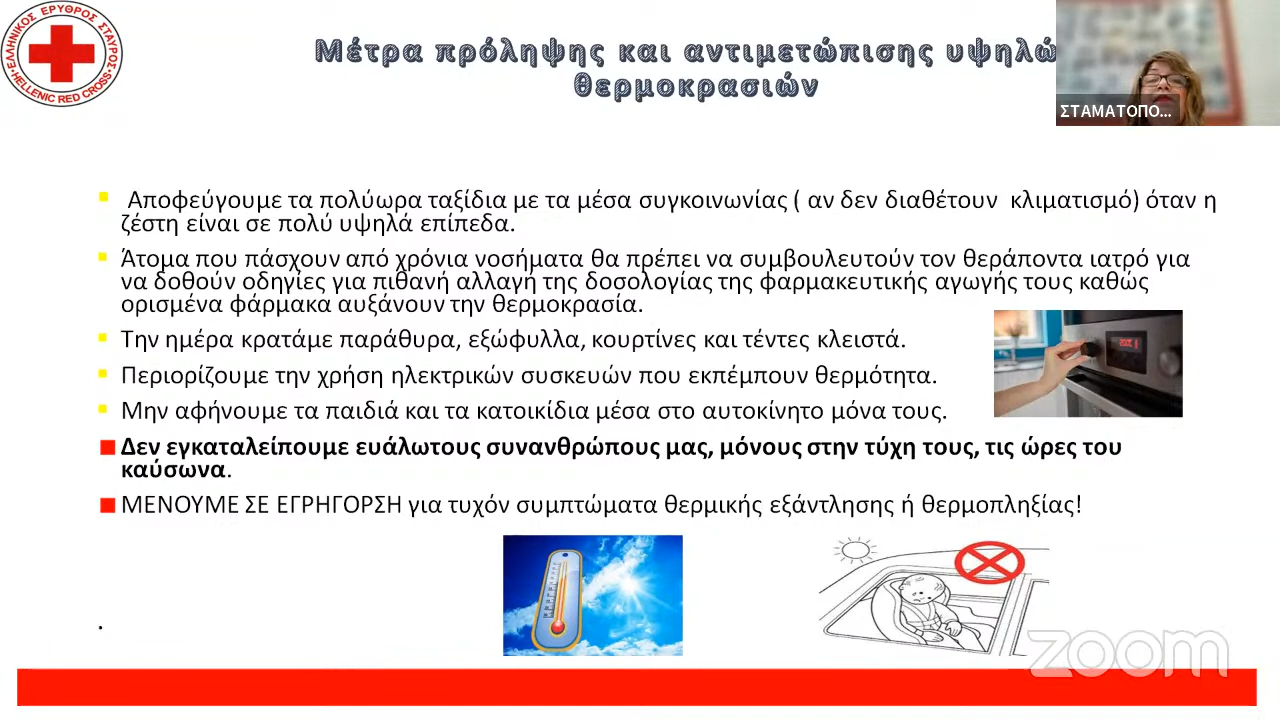 ΕΛΛΗΝΙΚΟΣ ΕΡΥΘΡΟΣ ΣΤΑΥΡΟΣ
HELLENIC RED CROSS
Μέτρα πρόληψης και αντιμετώπισης υψηλώ
θερμοκρασιών
ΣΤΑΜΑΤΟΠΟ...
Αποφεύγουμε τα πολύωρα ταξίδια με τα μέσα συγκοινωνίας ( αν δεν διαθέτουν κλιματισμό) όταν η
ζέστη είναι σε πολύ υψηλά επίπεδα.
Άτομα που πάσχουν από χρόνια νοσήματα θα πρέπει να συμβουλευτούν τον θεράποντα ιατρό για
να δοθούν οδηγίες για πιθανή αλλαγή της δοσολογίας της φαρμακευτικής αγωγής τους καθώς
ορισμένα φάρμακα αυξάνουν την θερμοκρασία.
Την ημέρα κρατάμε παράθυρα, εξώφυλλα, κουρτίνες και τέντες κλειστά.
Περιορίζουμε την χρήση ηλεκτρικών συσκευών που εκπέμπουν θερμότητα.
Μην αφήνουμε τα παιδιά και τα κατοικίδια μέσα στο αυτοκίνητο μόνα τους.
Δεν εγκαταλείπουμε ευάλωτους συνανθρώπους μας, μόνους στην τύχη τους, τις ώρες του
καύσωνα.
ΜΕΝΟΥΜΕ ΣΕ ΕΓΡΗΓΟΡΣΗ για τυχόν συμπτώματα θερμικής εξάντλησης ή θερμοπληξίας!
.
zoom